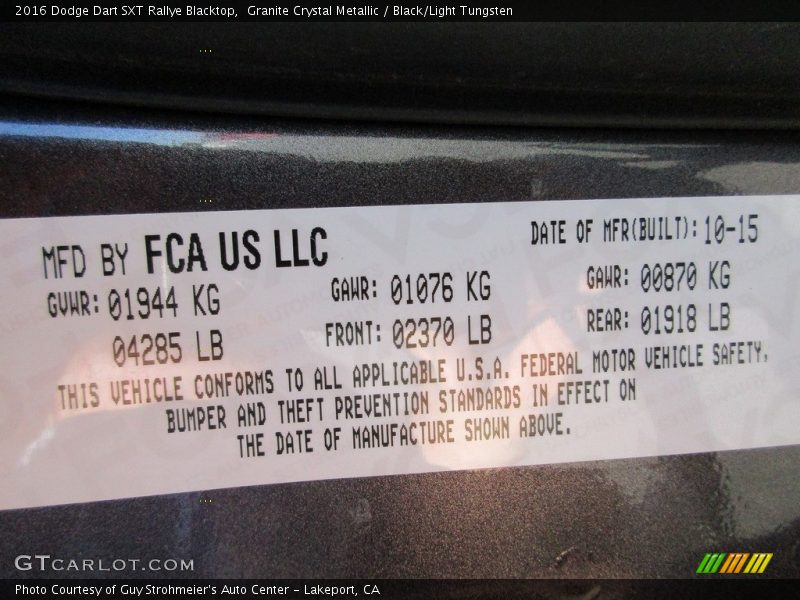 2016 Dodge Dart SXT Rallye Blacktop,  Granite Crystal Metallic / Black/Light Tungsten
MFD BY FCA US LLC DATE OF MFR(BUILT): 10-15
GVWR: 01944 KG GAWR: 01076 KG GAWR: 00870 KG
04285 LB FRONT: 02370 LB REAR: 01918 LB
THIS VEHICLE CONFORMS TO ALL APPLICABLE U.S.A. FEDERAL MOTOR VEHICLE SAFETY,
BUMPER AND THEFT PREVENTION STANDARDS IN EFFECT ON
THE DATE OF MANUFACTURE SHOWN ABOVE.
GTCARLOT.COM
Photo Courtesy of Guy Strohmeier's Auto Center - Lakeport, CA